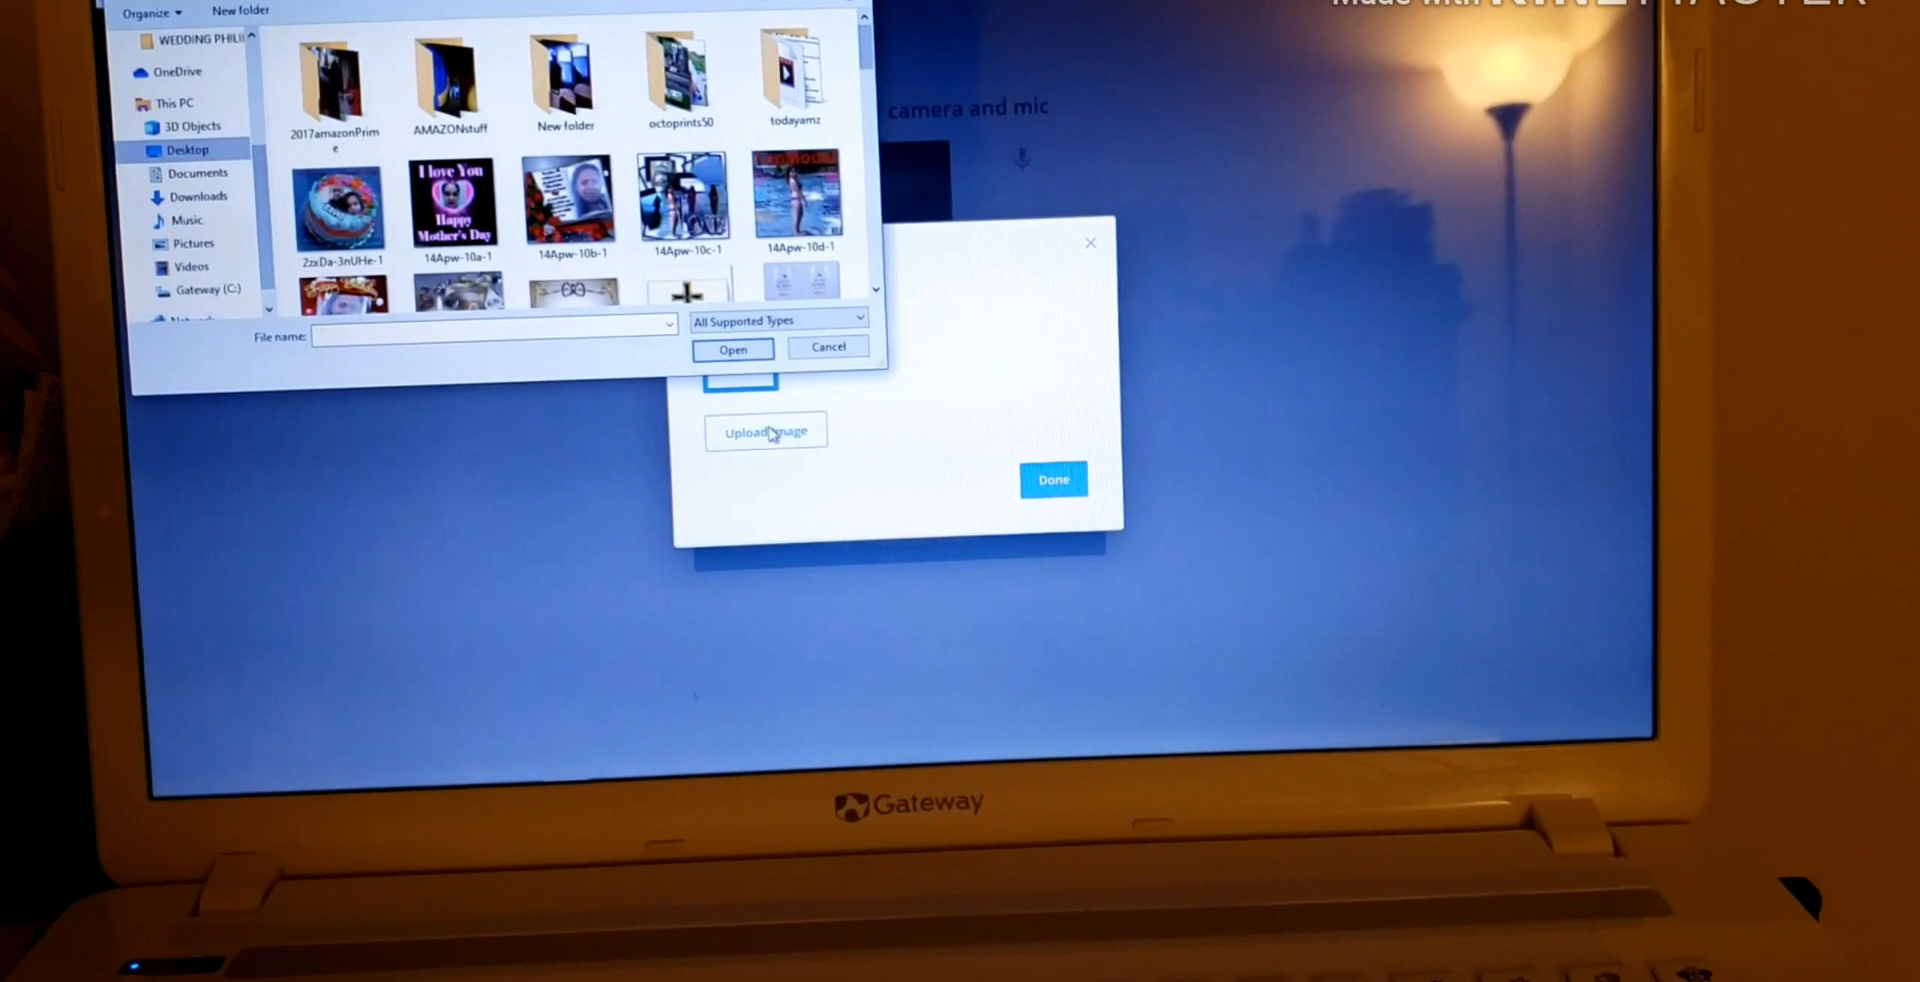 Made with KINEMASTER
Organize
New folder
WEDDING PHILI
OneDrive
This PC
3D Objects
Desktop
Documents
Downloads
Music
Pictures
Videos
Gateway (C:)
2017amazonPrim
e
AMAZONstuff
New folder
octoprints50
todayamz
I love You
Happy
Mother's Day
2zxDa-3nUHe-1
14Apw-10a-1
14Apw-10b-1
14Apw-10c-1
14Apw-10d-1
File name:
All Supported Types
Open
Cancel
camera and mic
Upload image
Done
Gateway